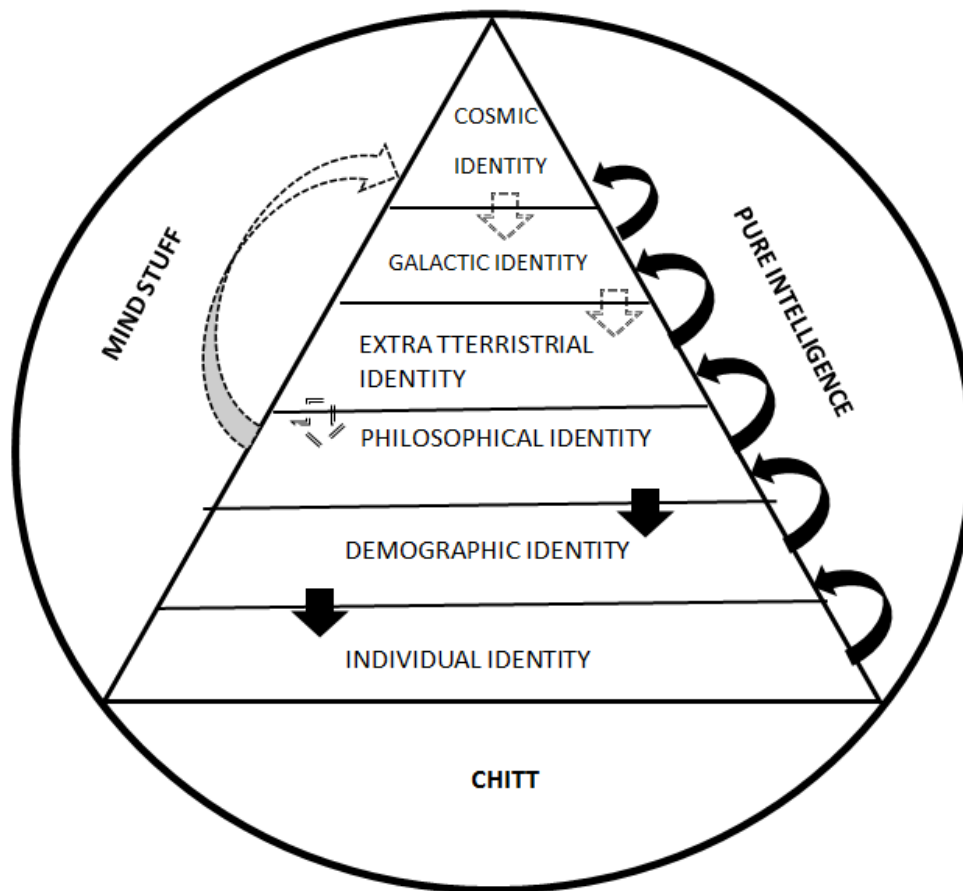 COSMIC
IDENTITY
MIND STUFF
PURE INTELLIGENCE
GALACTIC IDENTITY
EXTRA TTERRISTRIAL
IDENTITY
PHILOSOPHICAL IDENTITY
DEMOGRAPHIC IDENTITY
INDIVIDUAL IDENTITY
CHITT